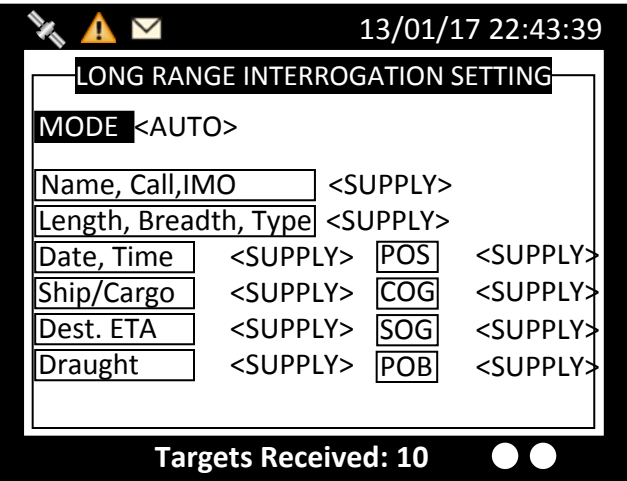 13/01/17 22:43:39
LONG RANGE INTERROGATION SETTING
MODE <AUTO>
Name, Call,IMO <SUPPLY>
Length, Breadth, Type <SUPPLY>
Date, Time <SUPPLY> POS <SUPPLY>
Ship/Cargo <SUPPLY> COG <SUPPLY>
Dest. ETA <SUPPLY> SOG <SUPPLY>
Draught <SUPPLY> POB <SUPPLY>
Targets Received: 10